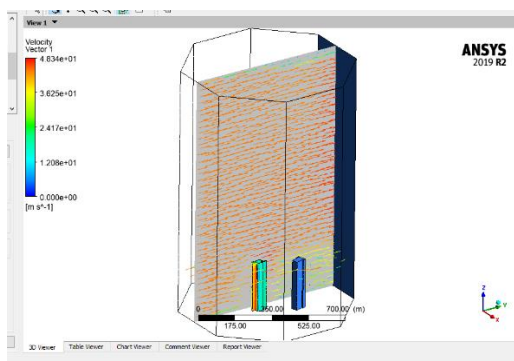 View 1
Velocity
Vector 1
4.834e+01
3.625e+01
2.417e+01
1.208e+01
0.000e+00
[m s^-1]
ANSYS
2019 R2
0
350.00
700.00 (m)
175.00
525.00
Z
Y
X
3D Viewer
Table Viewer
Chart Viewer
Comment Viewer
Report Viewer